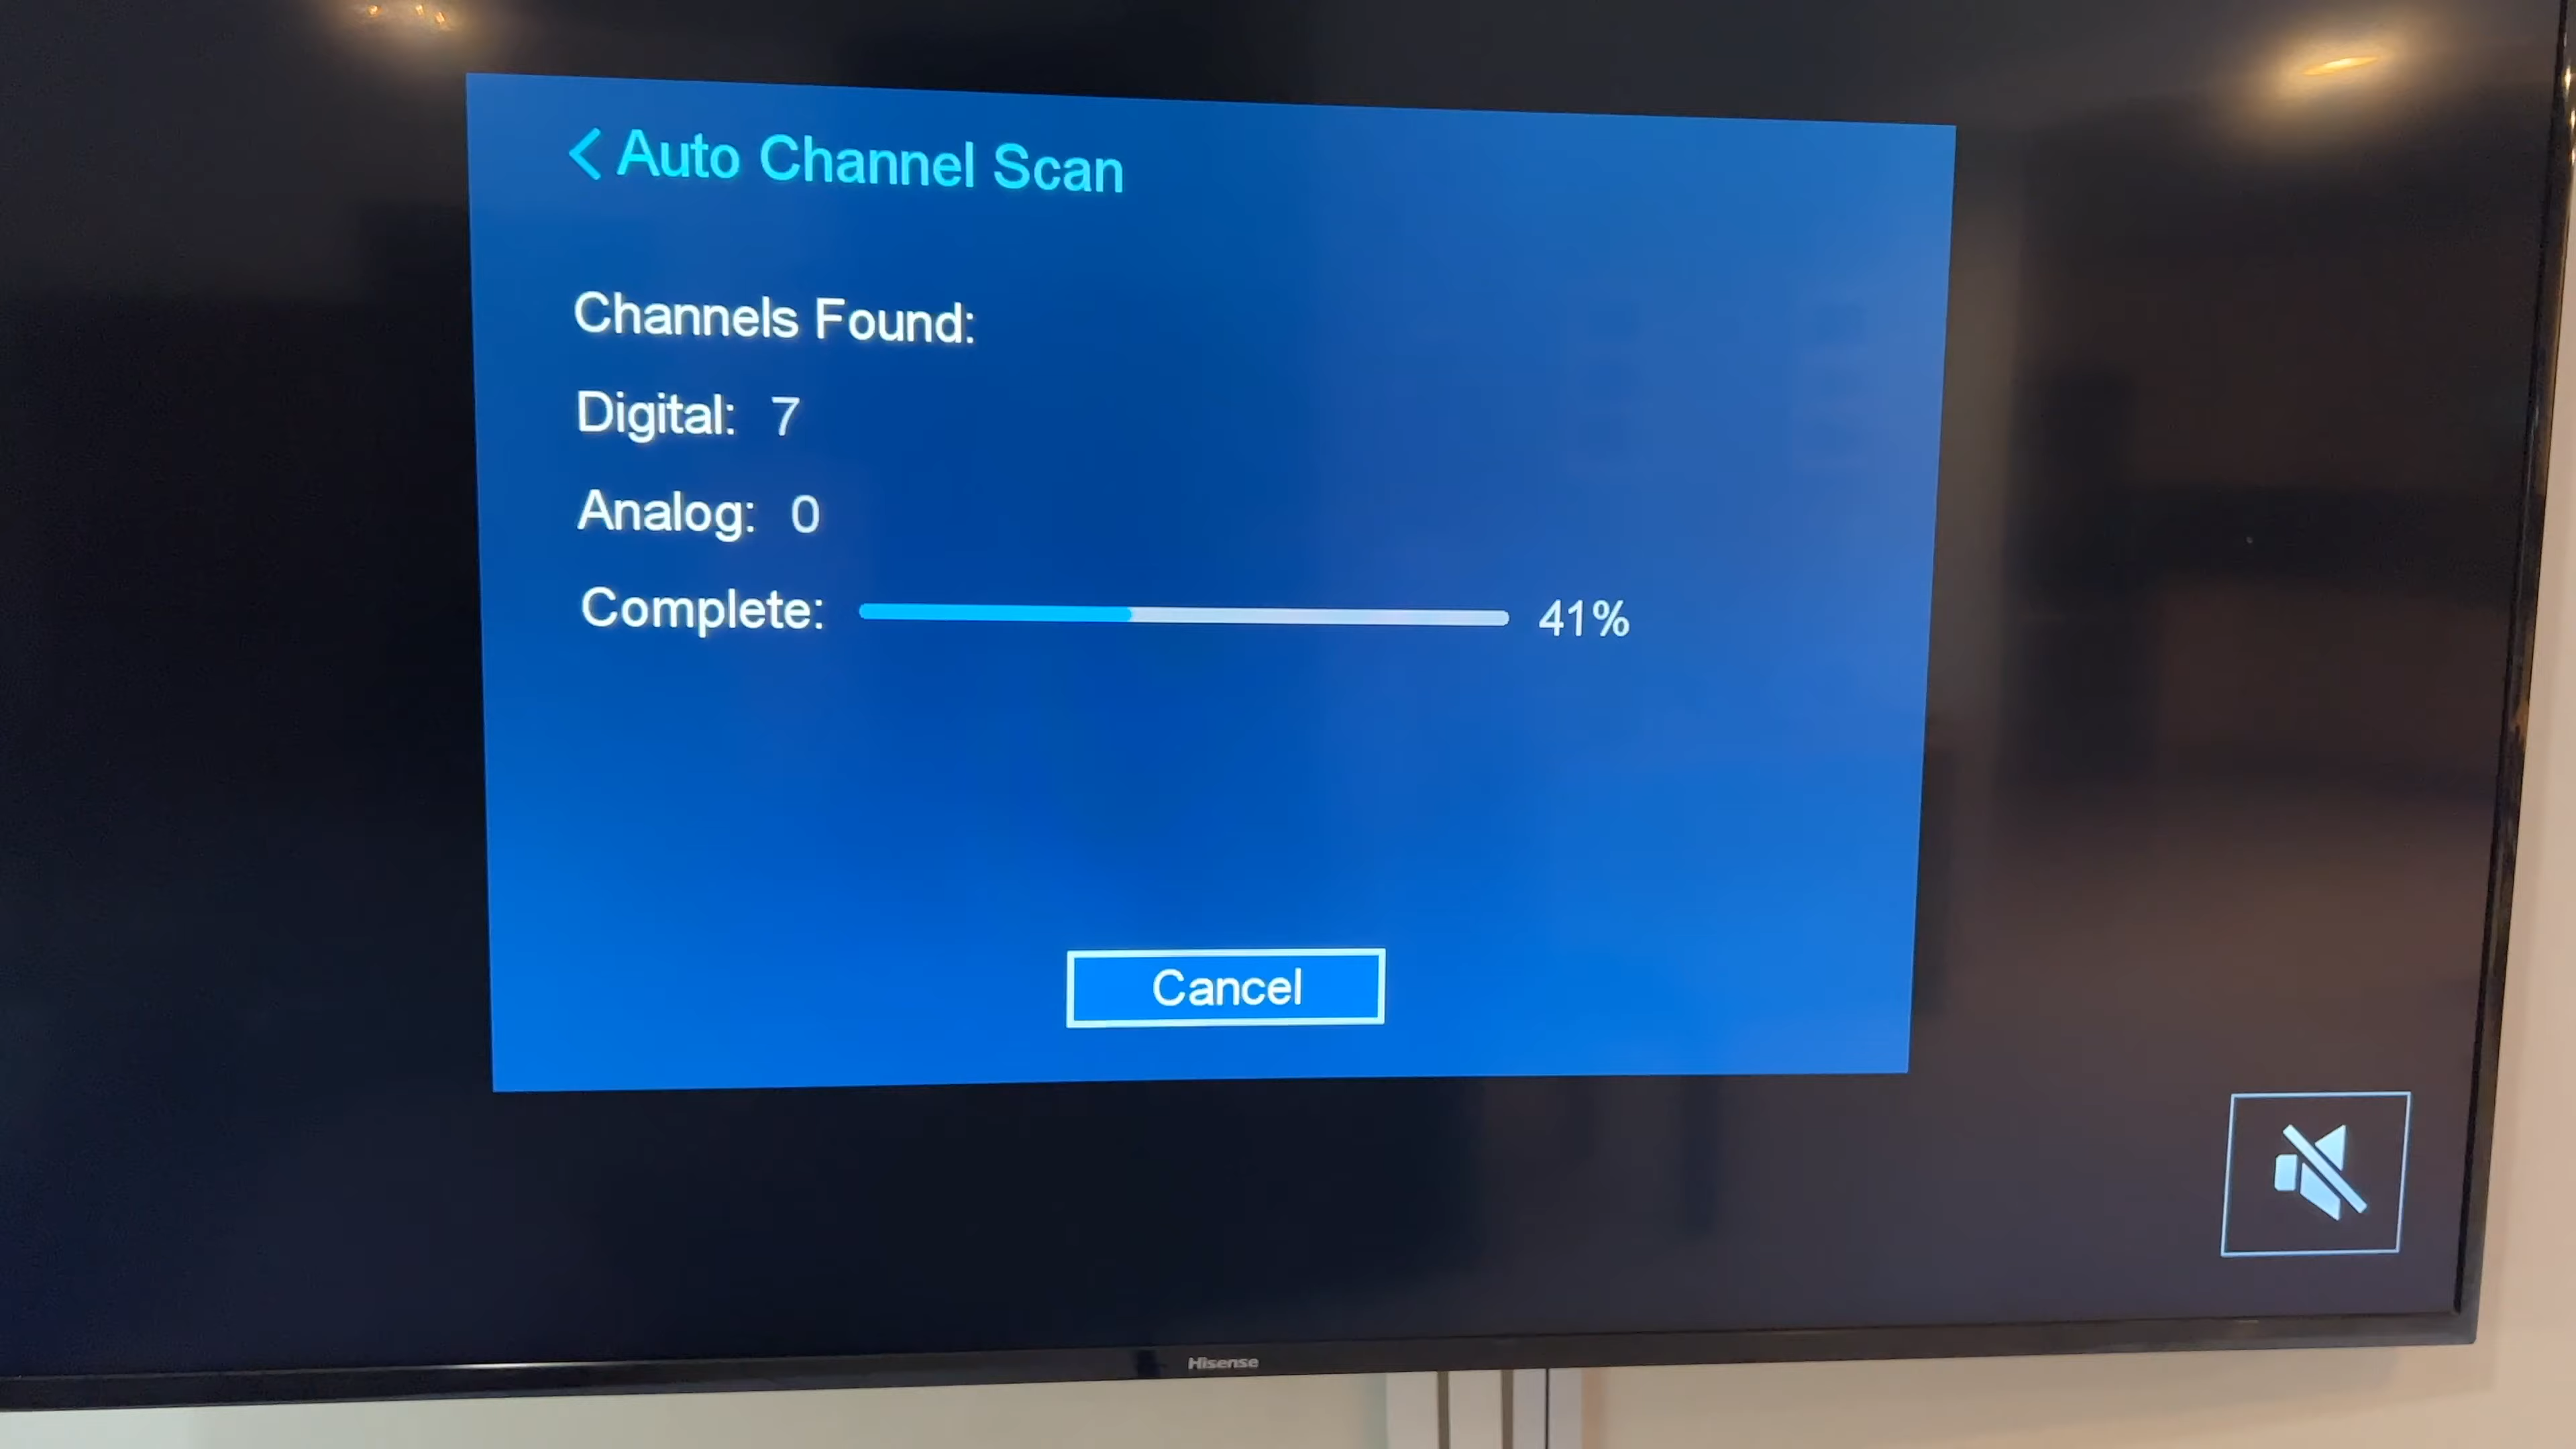 Auto Channel Scan
Channels Found:
Digital: 7
Analog: 0
Complete: 41%
Cancel
Hisense